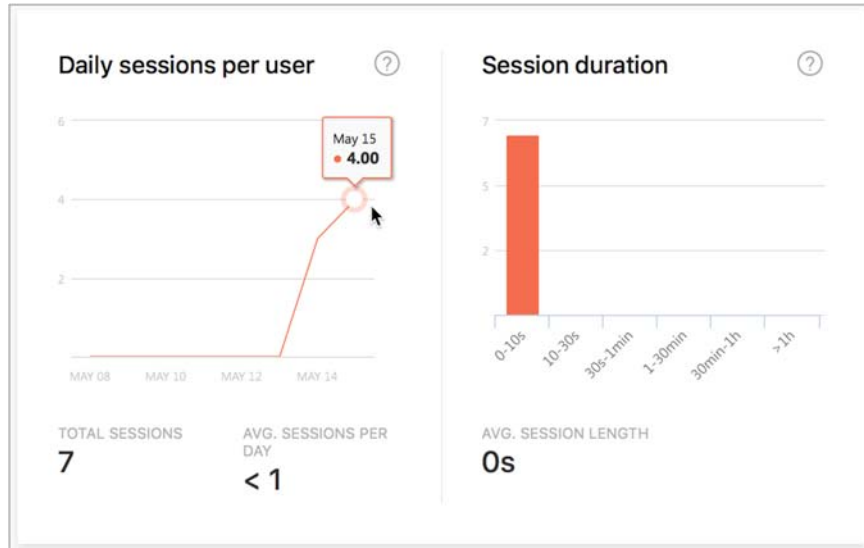 Daily sessions per user
?
6
May 15
4.00
4
2
MAY 08 MAY 10 MAY 12 MAY 14
TOTAL SESSIONS
7
AVG. SESSIONS PER
DAY
< 1
Session duration
?
7
5
2
0-10s 10-30s 30s-1min 1-30min 30min-1h >1h
AVG. SESSION LENGTH
0s